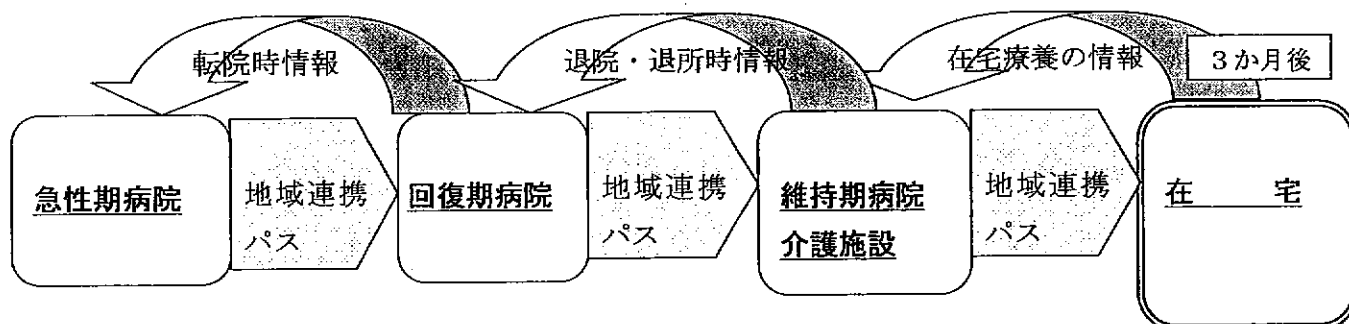 転院時情報
退院・退所時情報
在宅療養の情報
3か月後
急性期病院
地域連携
パス
回復期病院
地域連携
パス
維持期病院
介護施設
地域連携
パス
在　　宅